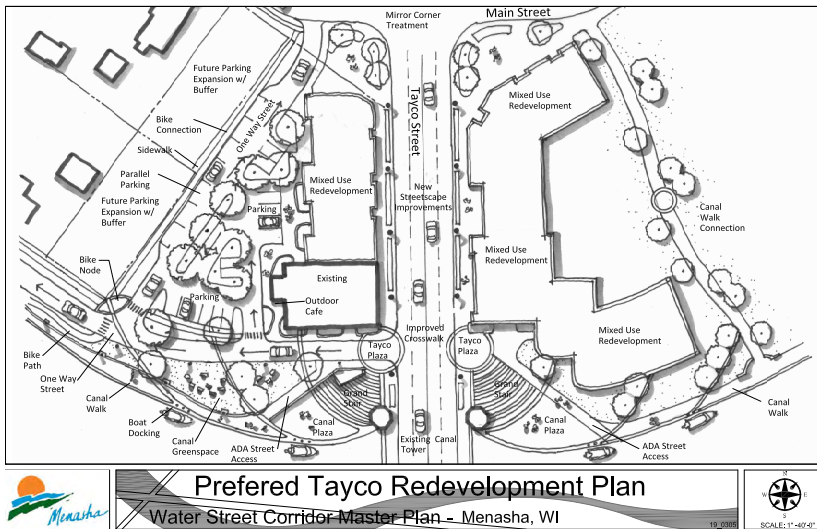 Mirror Corner
Treatment
Main Street
Future Parking
Expansion w/
Buffer
Mixed Use
Redevelopment
Tayco Street
One Way Street
Bike
Connection
Sidewalk
Parallel
Parking
Mixed Use
Redevelopment
New
Streetscape
Improvements
Future Parking
Expansion w/
Buffer
Parking
Canal
Walk
Connection
Mixed Use
Redevelopment
Bike
Node
Existing
Parking
Outdoor
Cafe
Improved
Crosswalk
Mixed Use
Redevelopment
Tayco
Plaza
Tayco
Plaza
Bike
Path
One Way
Street
Canal
Walk
Grand
Stair
Grand
Stair
Boat
Docking
Canal
Plaza
Canal
Plaza
Canal
Walk
Canal
Greenspace
ADA Street
Access
Existing Canal
Tower
ADA Street
Access
Menasha
Prefered Tayco Redevelopment Plan
Water Street Corridor Master Plan - Menasha, WI
19_0305
N
W E
S
SCALE: 1"-40'-0"